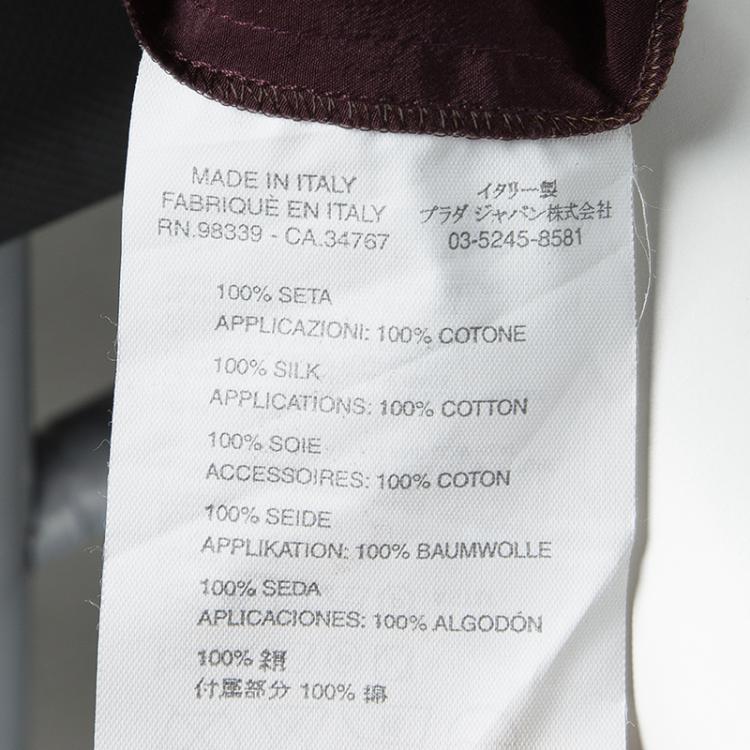 MADE IN ITALY
FABRIQUÈ EN ITALY
RN.98339 - CA.34767
イタリー製
プラダ ジャパン株式会社
03-5245-8581
100% SETA
APPLICAZIONI: 100% COTONE
100% SILK
APPLICATIONS: 100% COTTON
100% SOIE
ACCESSOIRES: 100% COTON
100% SEIDE
APPLIKATION: 100% BAUMWOLLE
100% SEDA
APLICACIONES: 100% ALGODÓN
100% 絹
付属部分 100% 綿